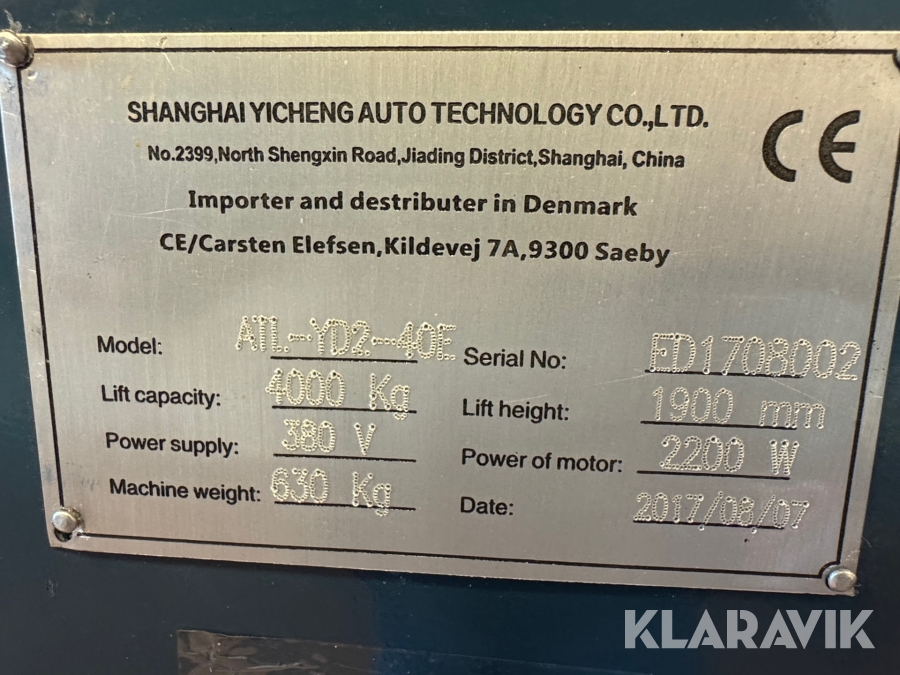 SHANGHAI YICHENG AUTO TECHNOLOGY CO.,LTD.
No.2399,North Shengxin Road,Jiading District,Shanghai, China
CE
Importer and destributer in Denmark
CE/Carsten Elefsen,Kildevej 7A,9300 Saeby
Model: ATL-YD2-40E Serial No: ED1708002
Lift capacity: 4000 Kg Lift height: 1900 mm
Power supply: 380 V Power of motor: 2200 W
Machine weight: 630 Kg Date: 2017/08/07
KLARAVIK